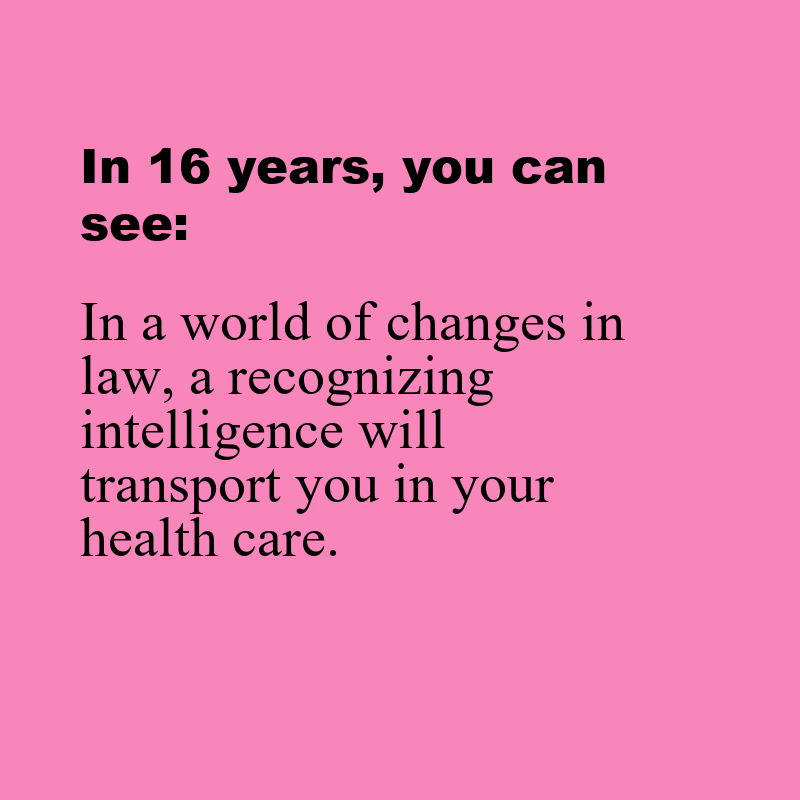 In 16 years, you can
see:
In a world of changes in
law, a recognizing
intelligence will
transport you in your
health care.